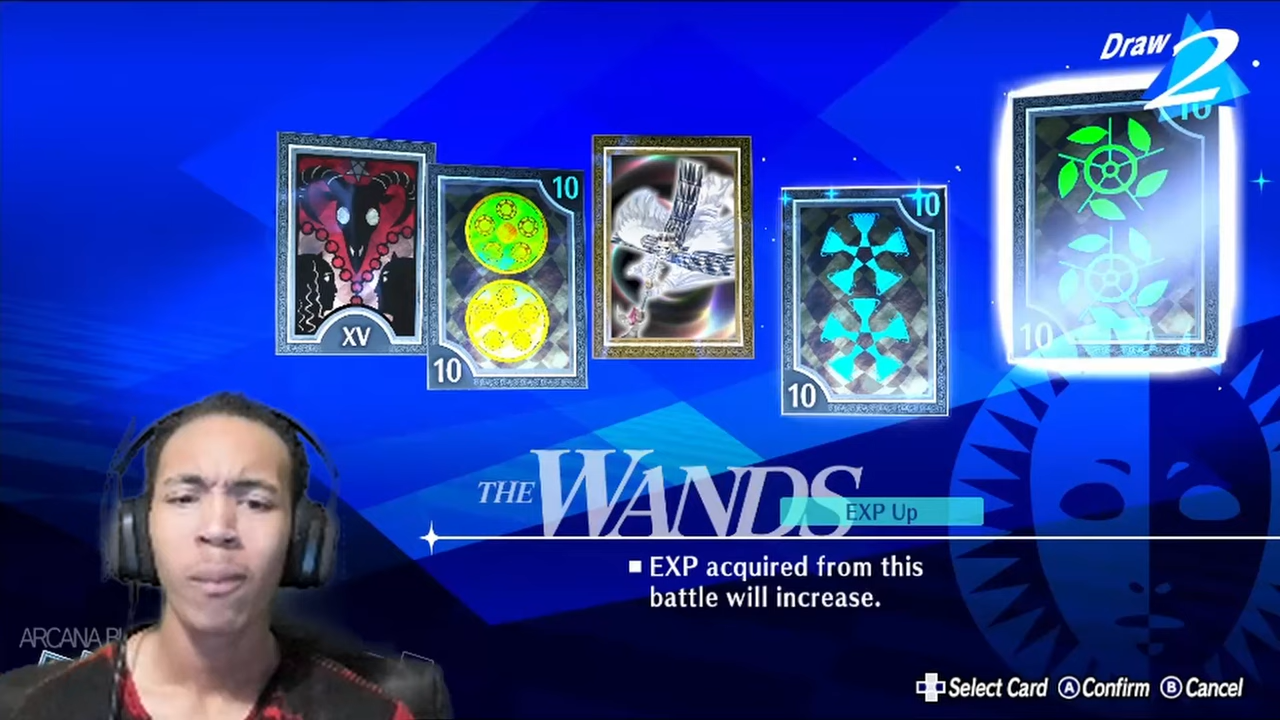 Draw 2
10
10
10
10
10
XV
10
10
THE WANDS
EXP Up
EXP acquired from this
battle will increase.
ARCANA
Select Card A Confirm B Cancel